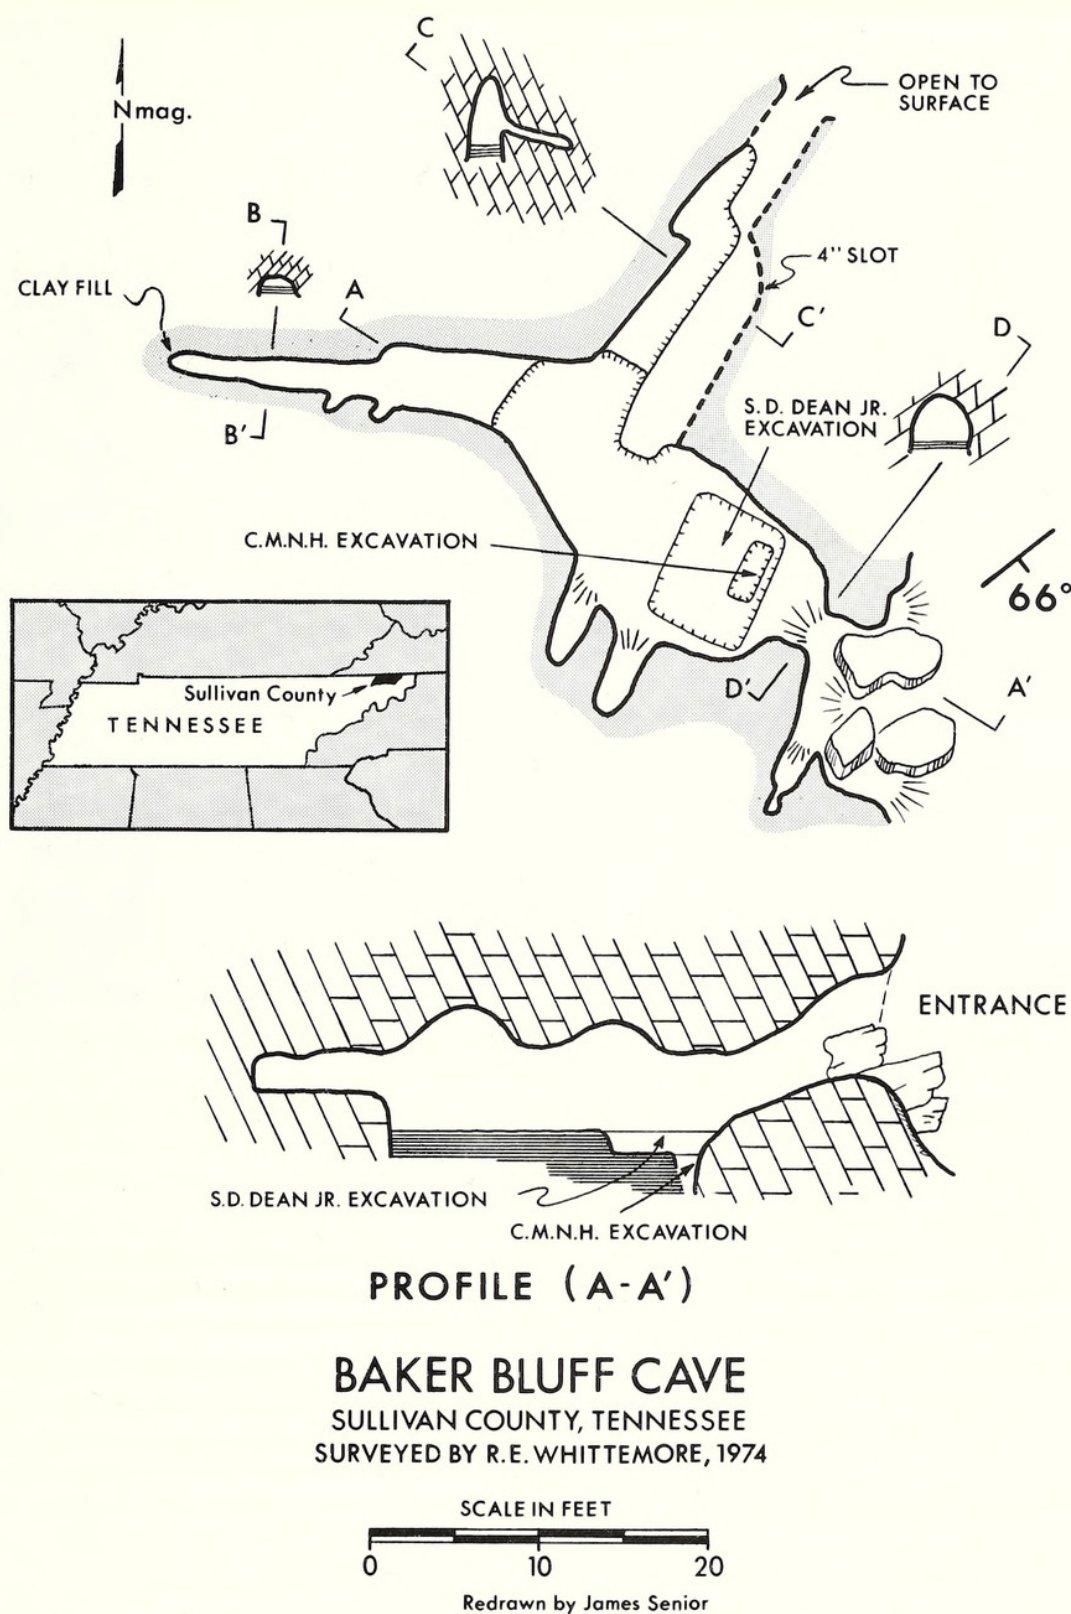 C
OPEN TO
SURFACE
Nmag.
B
4" SLOT
CLAY FILL
A
C'
D
S. D. DEAN JR.
EXCAVATION
B'
C.M.N.H. EXCAVATION
66°
Sullivan County
TENNESSEE
D'
A'
ENTRANCE
S.D. DEAN JR. EXCAVATION
C.M.N.H. EXCAVATION
PROFILE (A-A')
BAKER BLUFF CAVE
SULLIVAN COUNTY, TENNESSEE
SURVEYED BY R.E. WHITTEMORE, 1974
SCALE IN FEET
0 10 20
Redrawn by James Senior